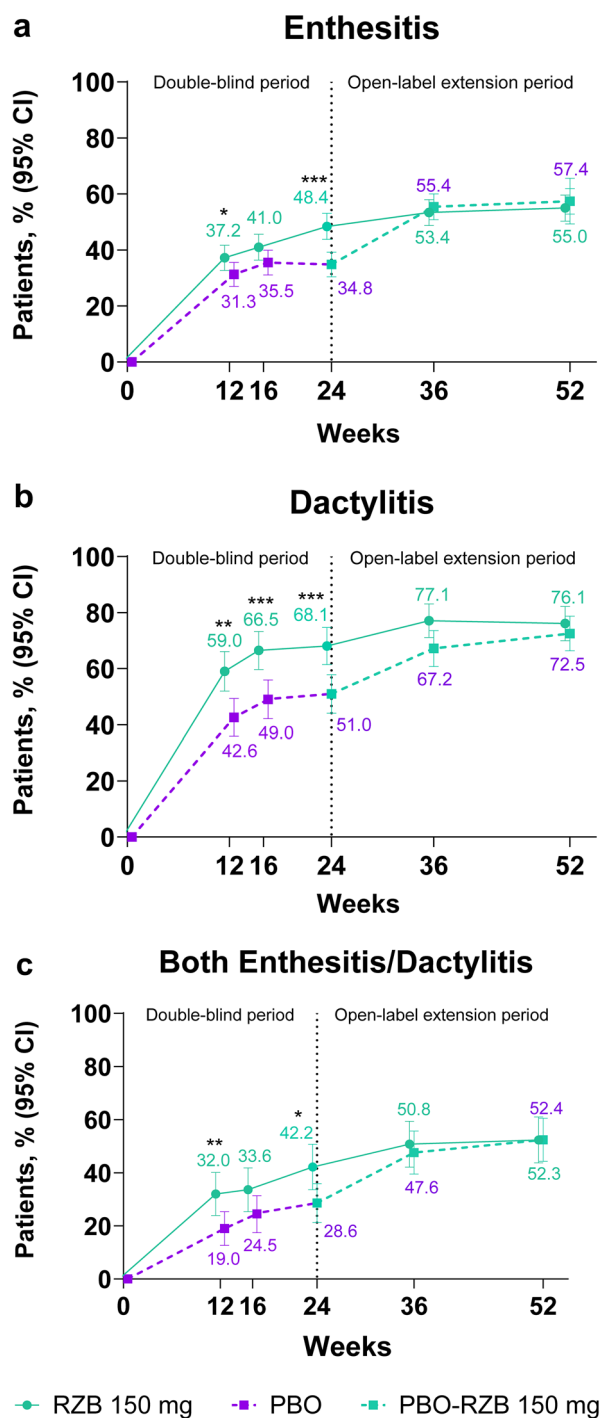 a
Enthesitis
Patients, % (95% CI)
100
80
60
40
20
0
Double-blind period
Open-label extension period
*
***
37.2
41.0
48.4
55.4
57.4
31.3
35.5
34.8
53.4
55.0
0 12 16 24 36 52
Weeks
b
Dactylitis
Patients, % (95% CI)
100
80
60
40
20
0
Double-blind period
Open-label extension period
**
***
***
59.0
66.5
68.1
77.1
76.1
42.6
49.0
51.0
67.2
72.5
0 12 16 24 36 52
Weeks
c
Both Enthesitis/Dactylitis
Patients, % (95% CI)
100
80
60
40
20
0
Double-blind period
Open-label extension period
**
*
32.0
33.6
42.2
50.8
52.4
19.0
24.5
28.6
47.6
52.3
0 12 16 24 36 52
Weeks
RZB 150 mg
PBO
PBO-RZB 150 mg